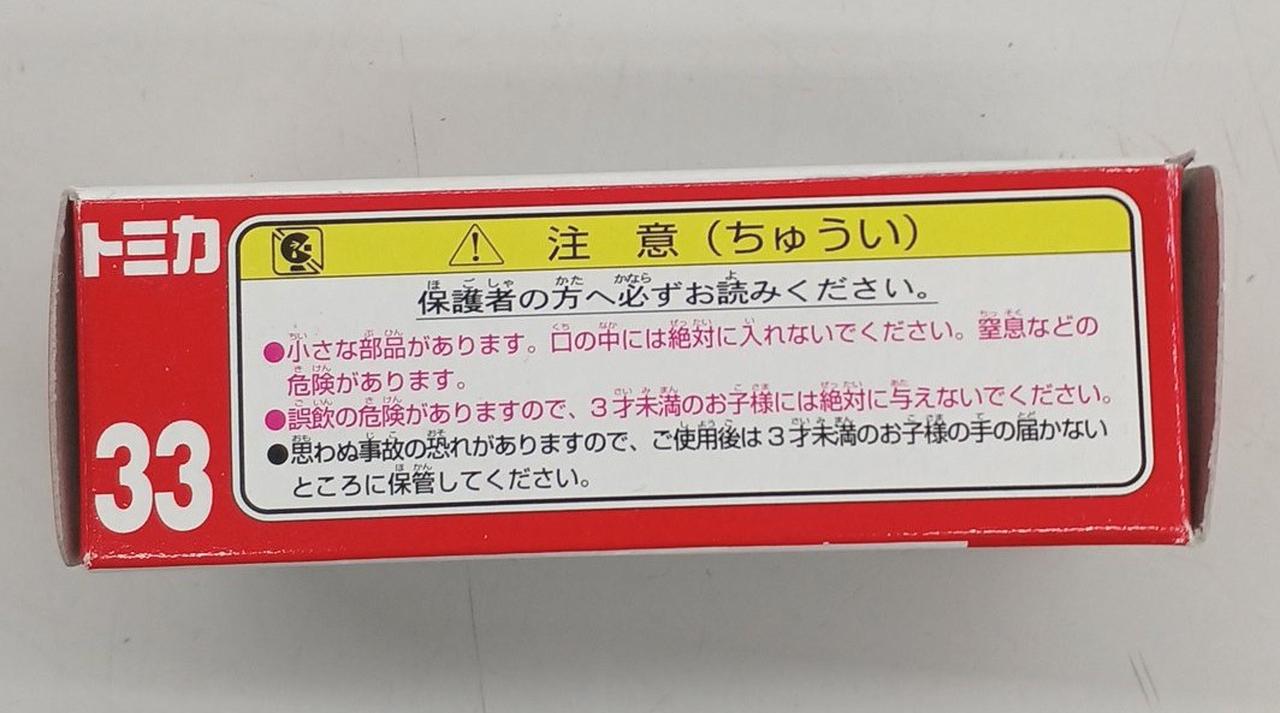 トミカ
33
注 意（ちゅうい）
保護者の方へ必ずお読みください。
●小さな部品があります。口の中には絶対に入れないでください。窒息などの
危険があります。
●誤飲の危険がありますので、3才未満のお子様には絶対に与えないでください。
●思わぬ事故の恐れがありますので、ご使用後は3才未満のお子様の手の届かない
ところに保管してください。